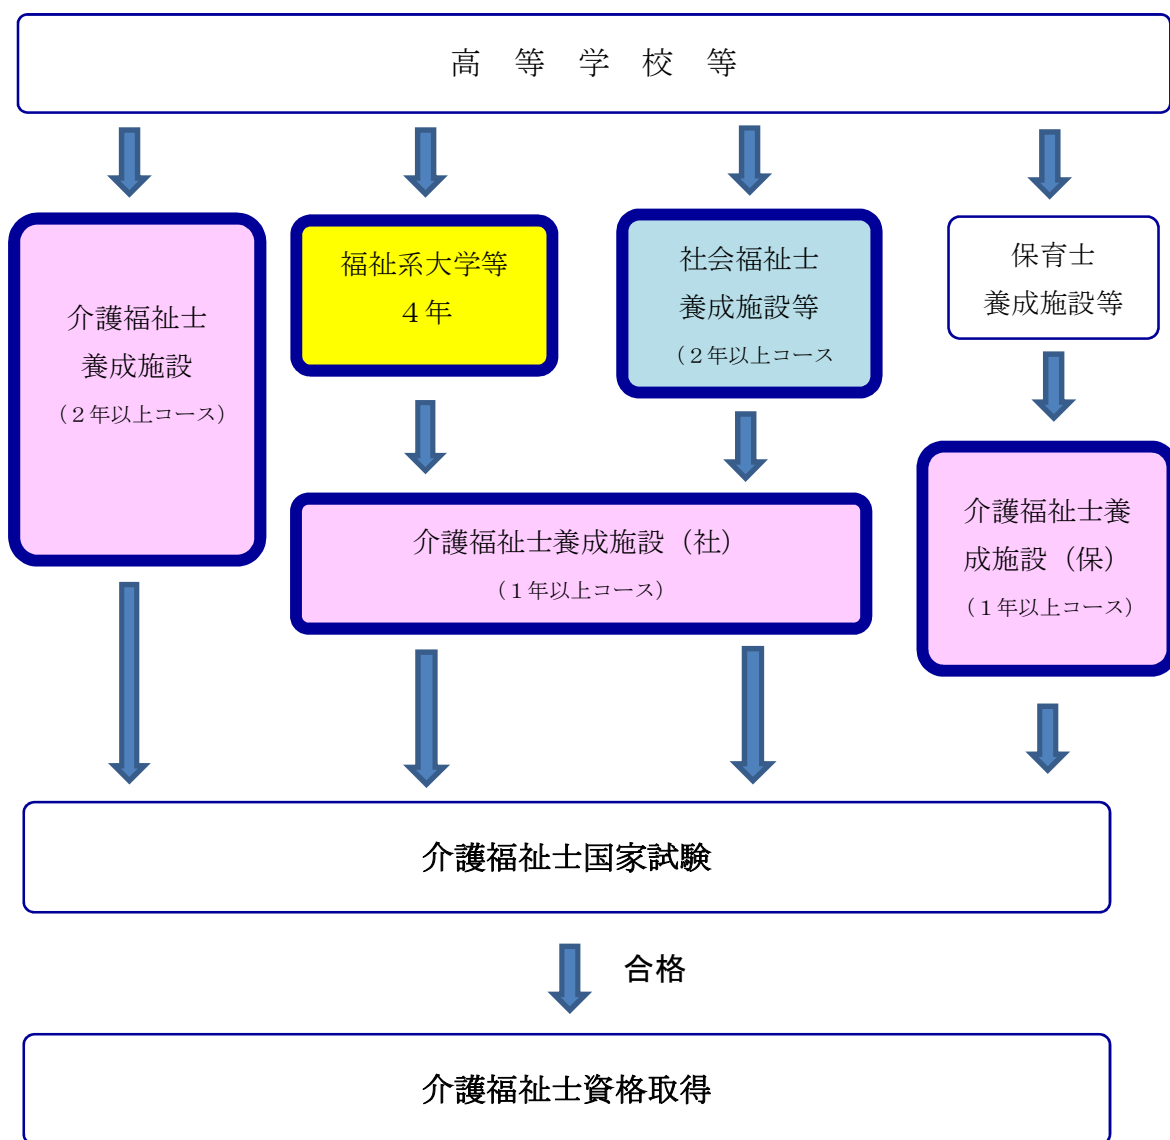 高 等 学 校 等
介護福祉士
養成施設
（２年以上コース）
福祉系大学等
４年
社会福祉士
養成施設等
（２年以上コース
保育士
養成施設等
介護福祉士養成施設（社）
（１年以上コース）
介護福祉士養
成施設（保）
（１年以上コース）
介護福祉士国家試験
合格
介護福祉士資格取得